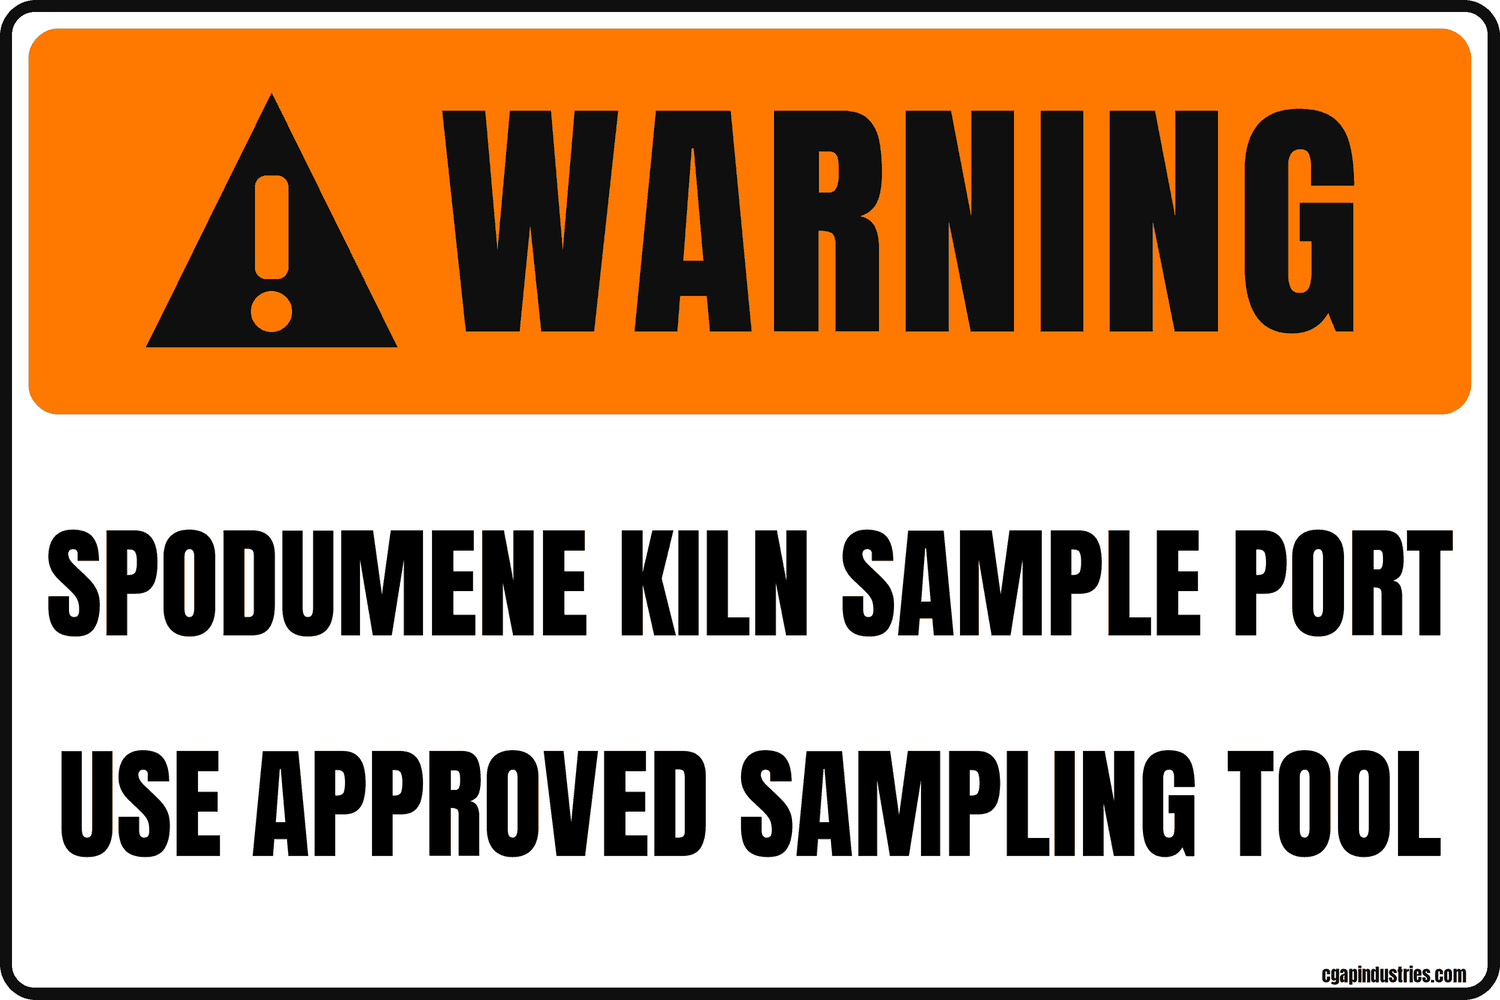 WARNING
SPODUMENE KILN SAMPLE PORT
USE APPROVED SAMPLING TOOL
cgapindustries.com